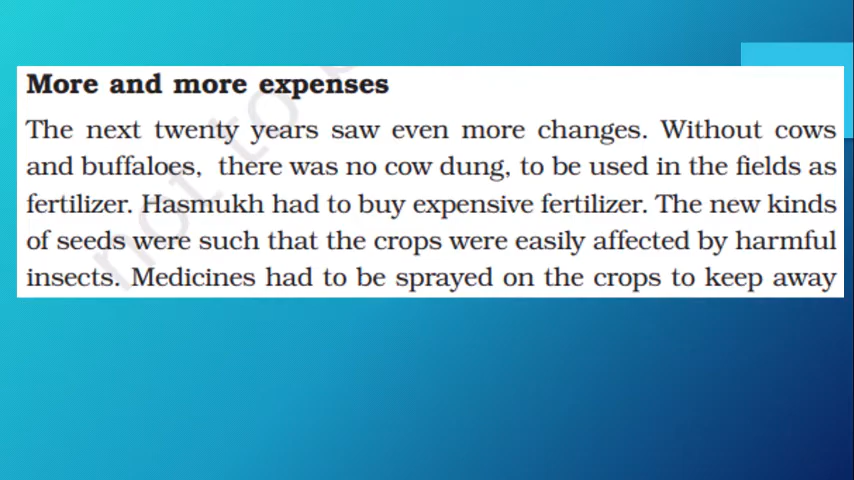 More and more expenses
The next twenty years saw even more changes. Without cows
and buffaloes, there was no cow dung, to be used in the fields as
fertilizer. Hasmukh had to buy expensive fertilizer. The new kinds
of seeds were such that the crops were easily affected by harmful
insects. Medicines had to be sprayed on the crops to keep away
not to